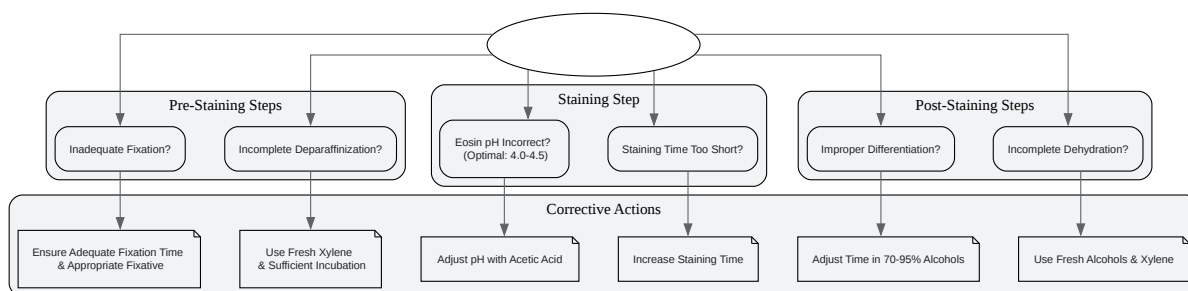 Pre-Staining Steps
Staining Step
Post-Staining Steps
Inadequate Fixation?
Incomplete Deparaffinization?
Eosin pH Incorrect?
(Optimal: 4.0-4.5)
Staining Time Too Short?
Improper Differentiation?
Incomplete Dehydration?
Corrective Actions
Ensure Adequate Fixation Time
& Appropriate Fixative
Use Fresh Xylene
& Sufficient Incubation
Adjust pH with Acetic Acid
Increase Staining Time
Adjust Time in 70-95% Alcohols
Use Fresh Alcohols & Xylene